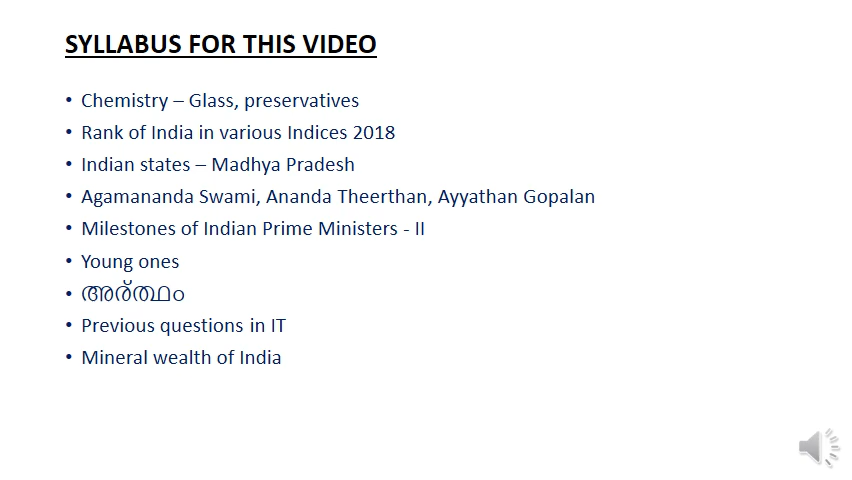 SYLLABUS FOR THIS VIDEO
• Chemistry – Glass, preservatives
• Rank of India in various Indices 2018
• Indian states – Madhya Pradesh
• Agamananda Swami, Ananda Theerthan, Ayyathan Gopalan
• Milestones of Indian Prime Ministers - II
• Young ones
• അര്ത്ഥം
• Previous questions in IT
• Mineral wealth of India